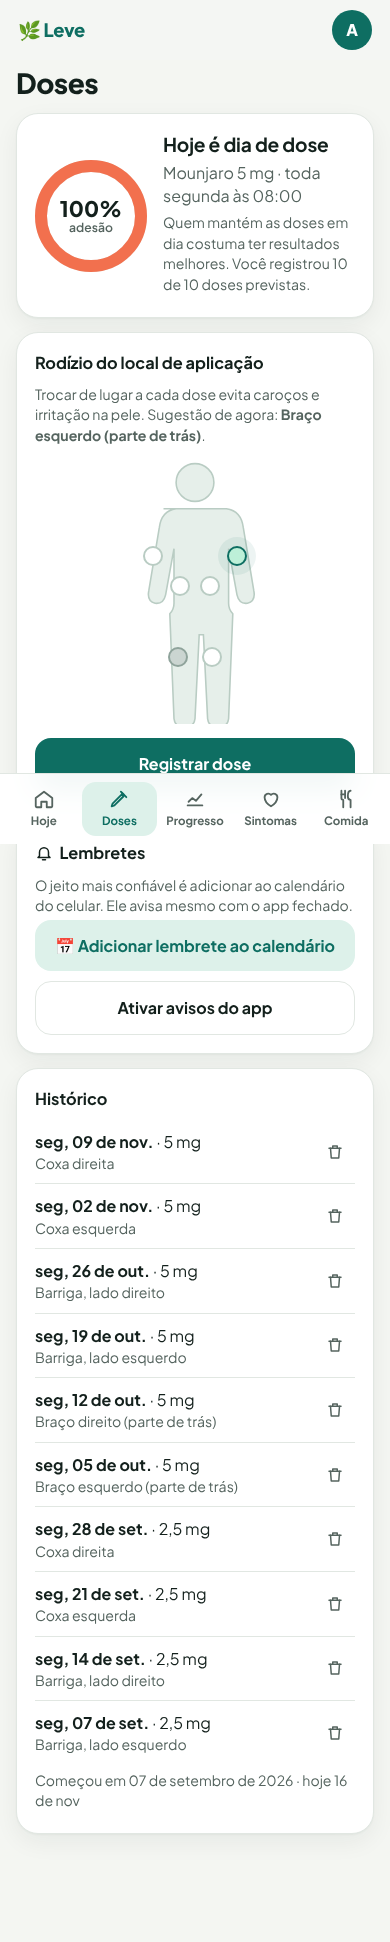 🌿 Leve
A
Doses
100%
adesão
Hoje é dia de dose
Mounjaro 5 mg · toda
segunda às 08:00
Quem mantém as doses em
dia costuma ter resultados
melhores. Você registrou 10
de 10 doses previstas.
Rodízio do local de aplicação
Trocar de lugar a cada dose evita caroços e
irritação na pele. Sugestão de agora: Braço
esquerdo (parte de trás).
Registrar dose
Hoje
Doses
Progresso
Sintomas
Comida
Lembretes
O jeito mais confiável é adicionar ao calendário
do celular. Ele avisa mesmo com o app fechado.
📅 Adicionar lembrete ao calendário
Ativar avisos do app
Histórico
seg, 09 de nov. · 5 mg
Coxa direita
seg, 02 de nov. · 5 mg
Coxa esquerda
seg, 26 de out. · 5 mg
Barriga, lado direito
seg, 19 de out. · 5 mg
Barriga, lado esquerdo
seg, 12 de out. · 5 mg
Braço direito (parte de trás)
seg, 05 de out. · 5 mg
Braço esquerdo (parte de trás)
seg, 28 de set. · 2,5 mg
Coxa direita
seg, 21 de set. · 2,5 mg
Coxa esquerda
seg, 14 de set. · 2,5 mg
Barriga, lado direito
seg, 07 de set. · 2,5 mg
Barriga, lado esquerdo
Começou em 07 de setembro de 2026 · hoje 16
de nov